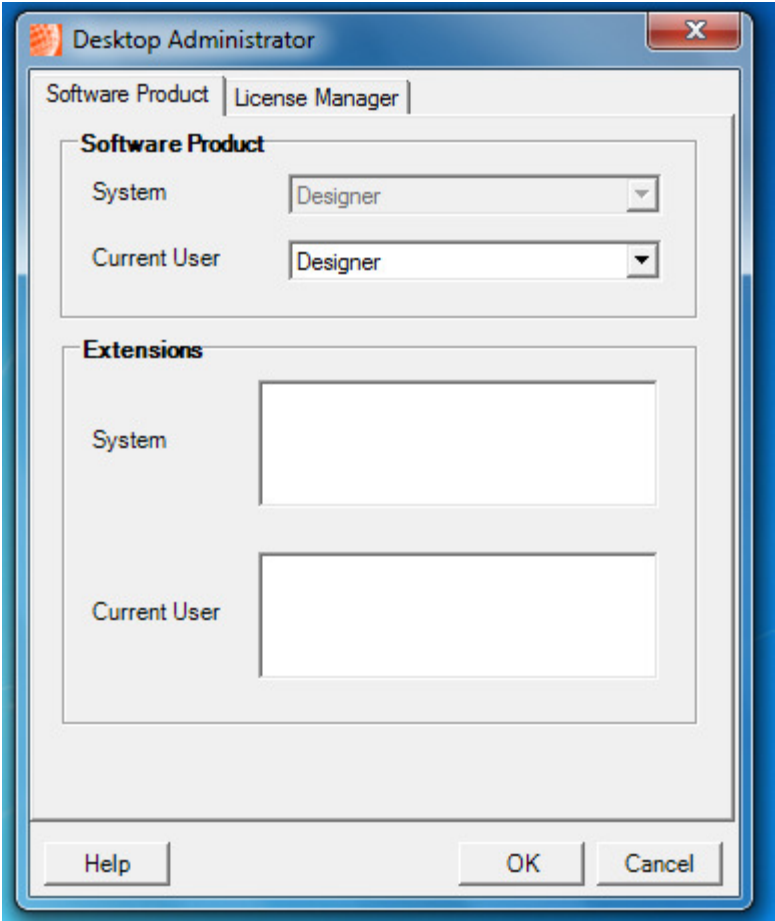 Desktop Administrator
Software Product
License Manager
Software Product
System
Designer
Current User
Designer
Extensions
System
Current User
Help
OK
Cancel